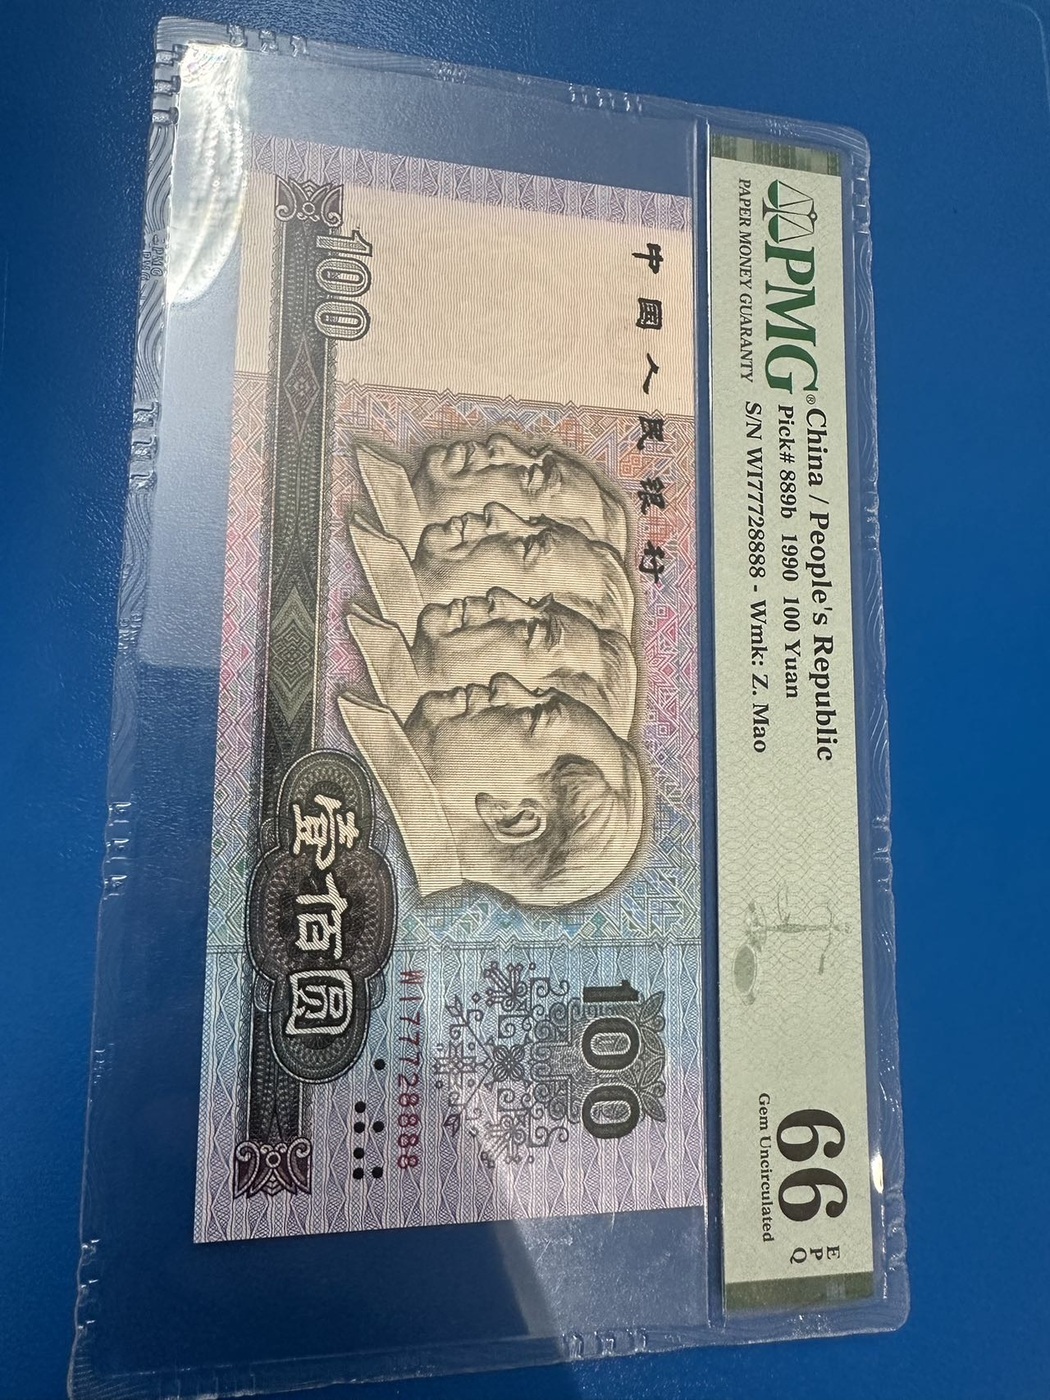 PMG®
PAPER MONEY GUARANTY
China / People's Republic
Pick# 889b 1990 100 Yuan
S/N WI77728888 - Wmk: Z. Mao
66
EPQ
Gem Uncirculated
中国人民银行
100
100
WI77728888
壹佰圆